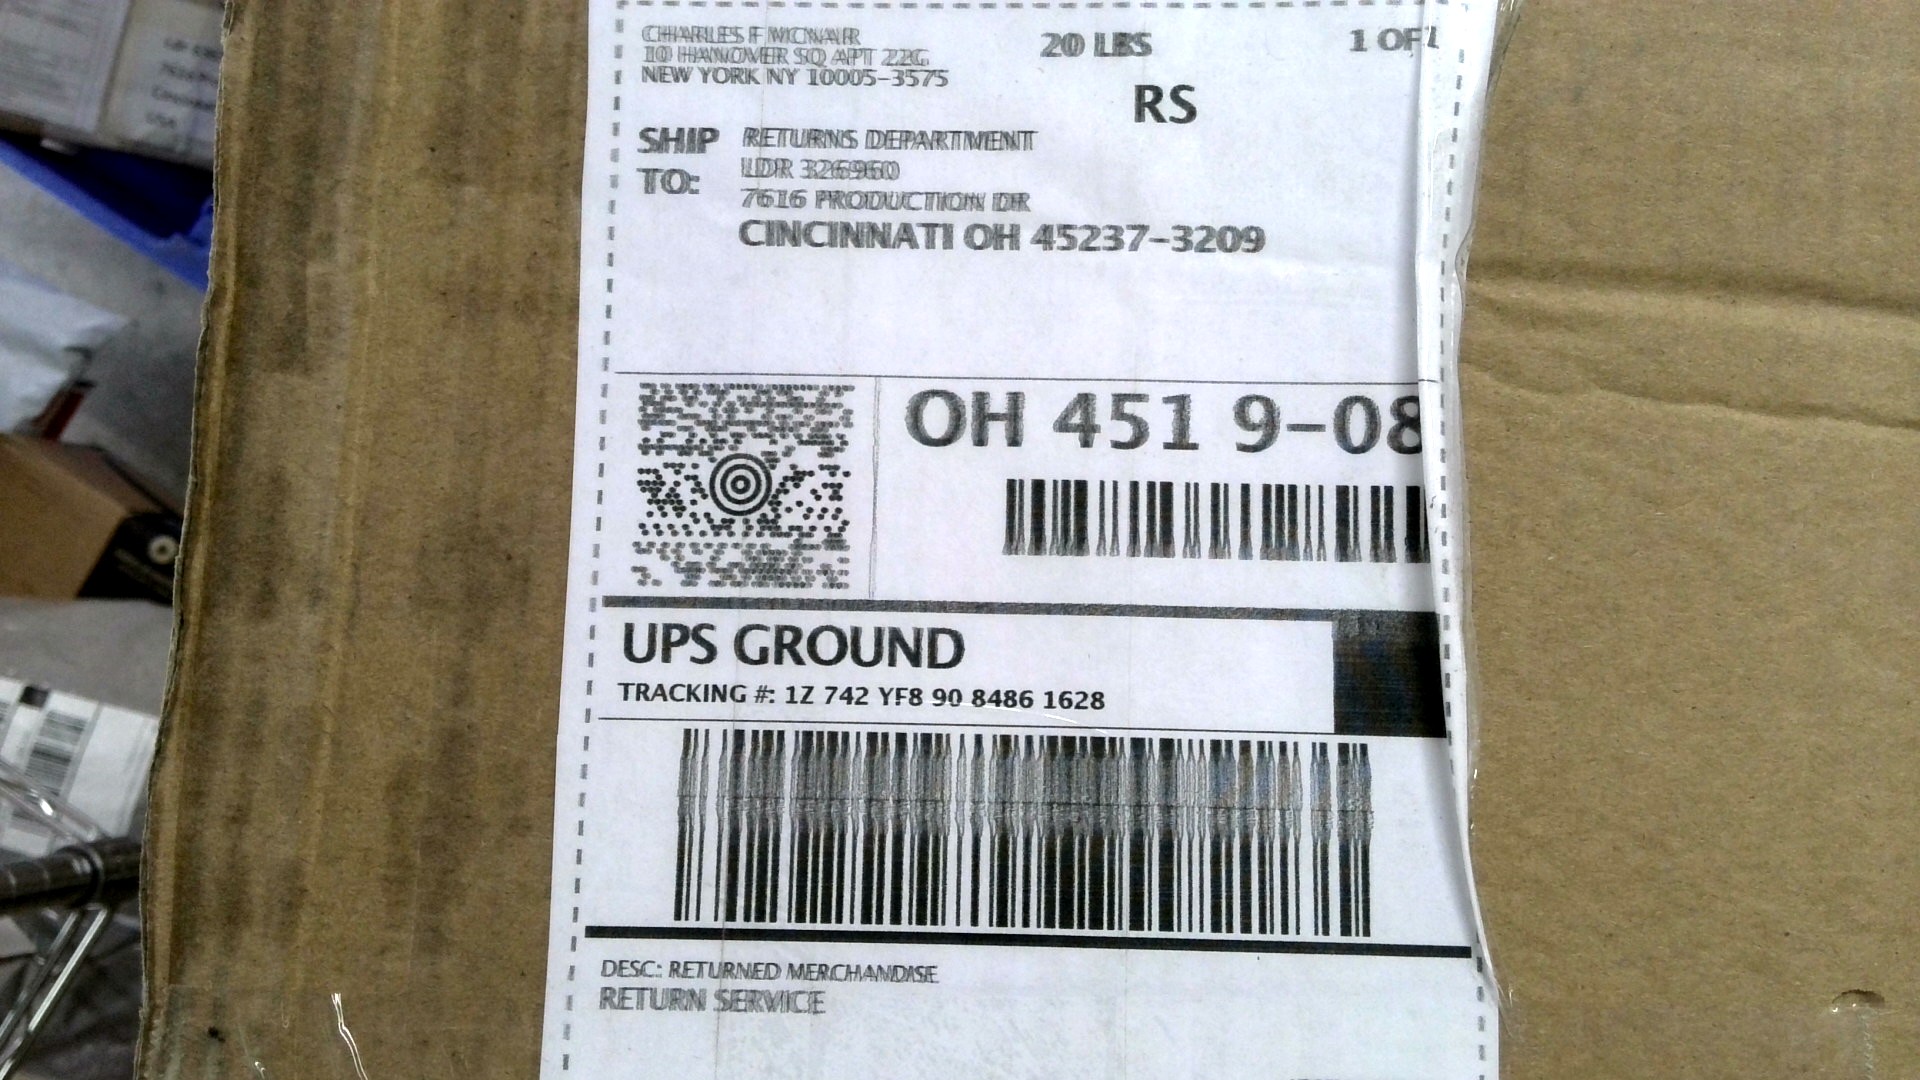 CHARLES F MCNAIR
10 HANOVER SQ APT 22G
NEW YORK NY 10005-3575
20 LBS
1 OF 1
RS
SHIP TO:
RETURNS DEPARTMENT
LDR 326960
7616 PRODUCTION DR
CINCINNATI OH 45237-3209
OH 451 9-08
UPS GROUND
TRACKING #: 1Z 742 YF8 90 8486 1628
DESC: RETURNED MERCHANDISE
RETURN SERVICE